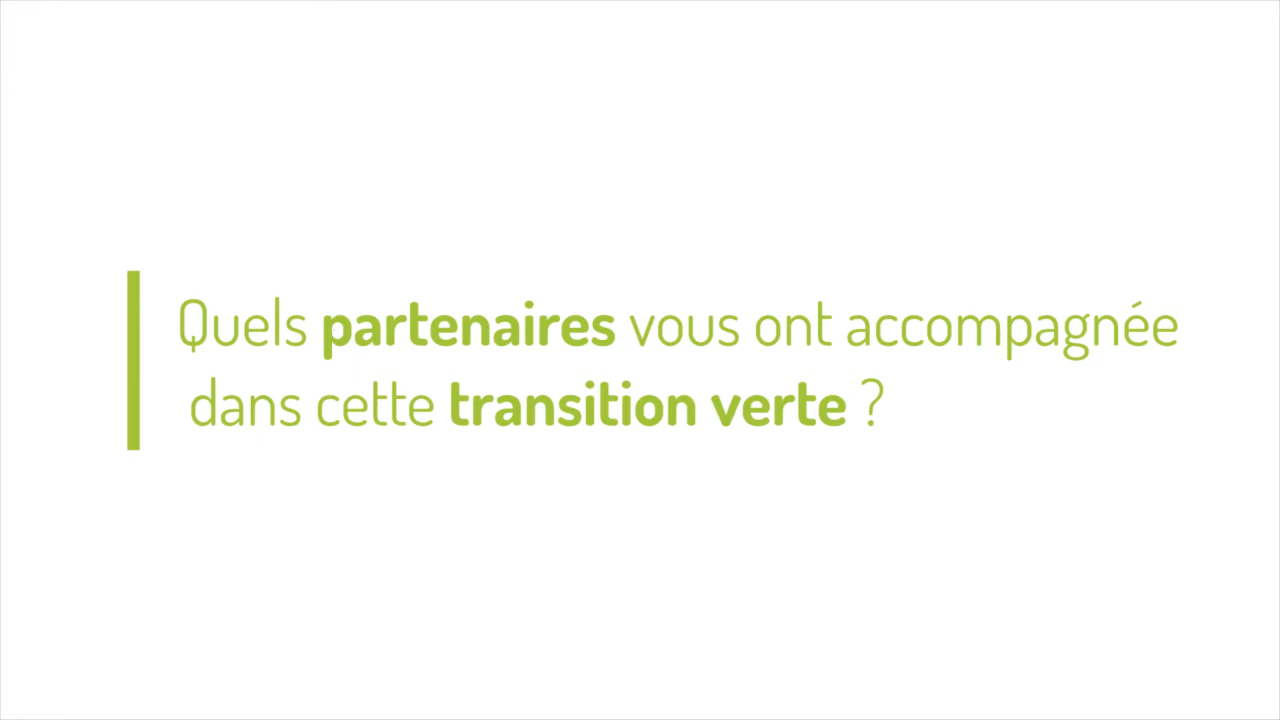 Quels partenaires vous ont accompagnée
dans cette transition verte ?